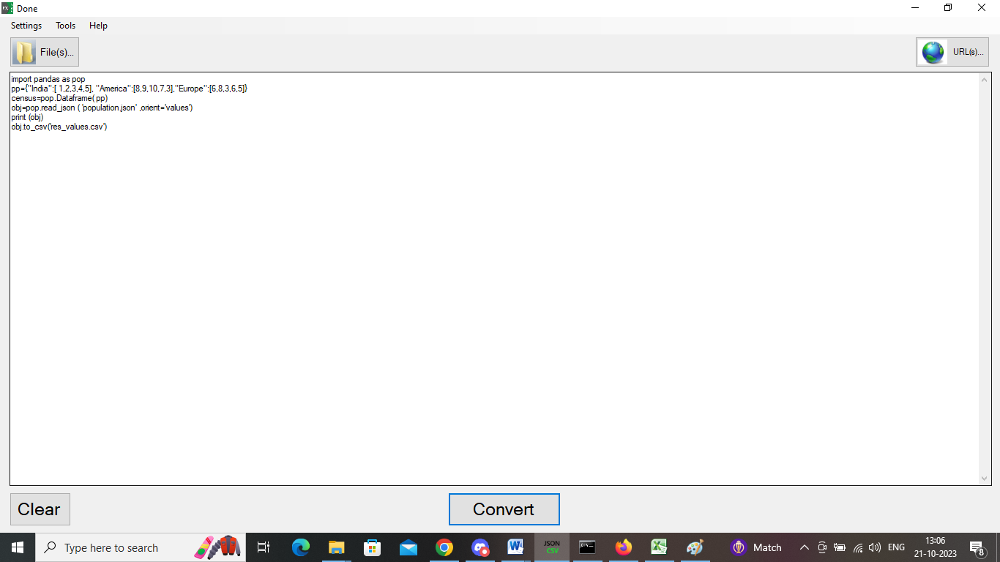 Done
Settings Tools Help
File(s)...
URL(s)...
import pandas as pop
pp={"India":[ 1,2,3,4,5], "America":[8,9,10,7,3],"Europe":[6,8,3,6,5]}
census=pop.Dataframe( pp)
obj=pop.read_json ( 'population.json' ,orient='values')
print (obj)
obj.to_csv('res_values.csv')
Clear
Convert
Type here to search
JSON
CSV
Match
ENG
13:06
21-10-2023
8